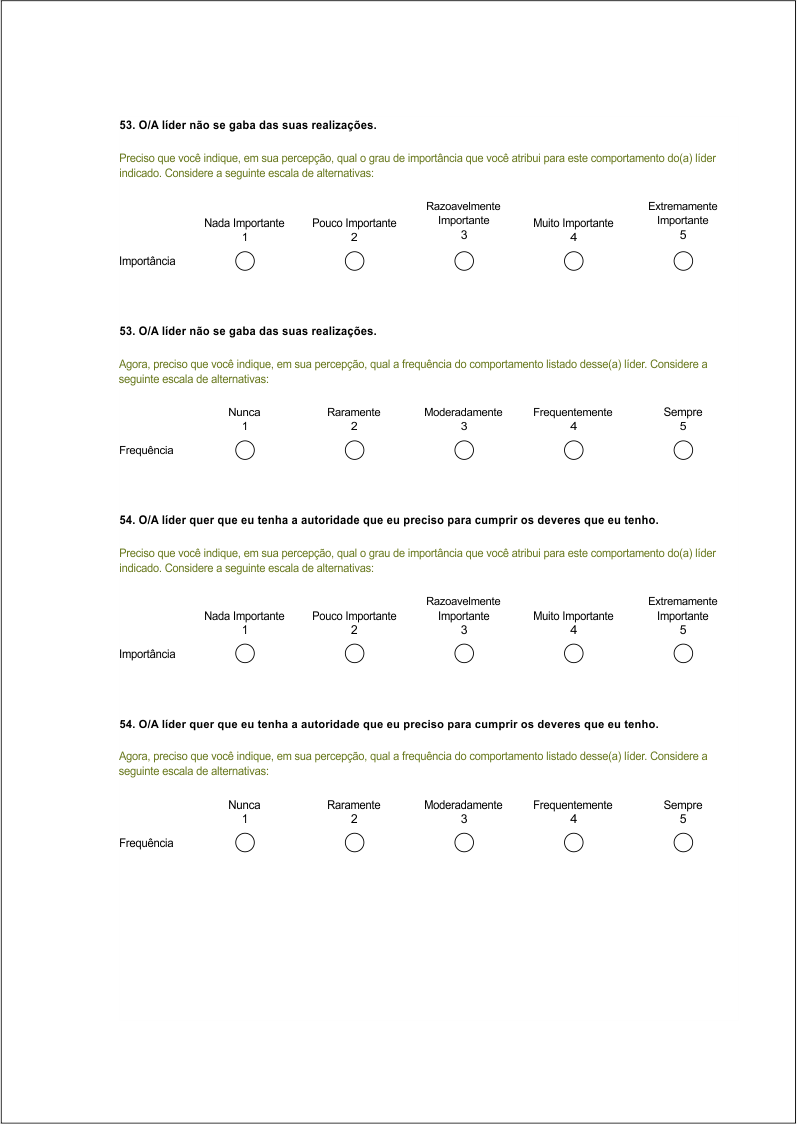 53. O/A líder não se gaba das suas realizações.
Preciso que você indique, em sua percepção, qual o grau de importância que você atribui para este comportamento do(a) líder
indicado. Considere a seguinte escala de alternativas:
Nada Importante Pouco Importante Razoavelmente Importante Muito Importante Extremamente Importante
1 2 3 4 5
Importância
53. O/A líder não se gaba das suas realizações.
Agora, preciso que você indique, em sua percepção, qual a frequência do comportamento listado desse(a) líder. Considere a
seguinte escala de alternativas:
Nunca Raramente Moderadamente Frequentemente Sempre
1 2 3 4 5
Frequência
54. O/A líder quer que eu tenha a autoridade que eu preciso para cumprir os deveres que eu tenho.
Preciso que você indique, em sua percepção, qual o grau de importância que você atribui para este comportamento do(a) líder
indicado. Considere a seguinte escala de alternativas:
Nada Importante Pouco Importante Razoavelmente Importante Muito Importante Extremamente Importante
1 2 3 4 5
Importância
54. O/A líder quer que eu tenha a autoridade que eu preciso para cumprir os deveres que eu tenho.
Agora, preciso que você indique, em sua percepção, qual a frequência do comportamento listado desse(a) líder. Considere a
seguinte escala de alternativas:
Nunca Raramente Moderadamente Frequentemente Sempre
1 2 3 4 5
Frequência